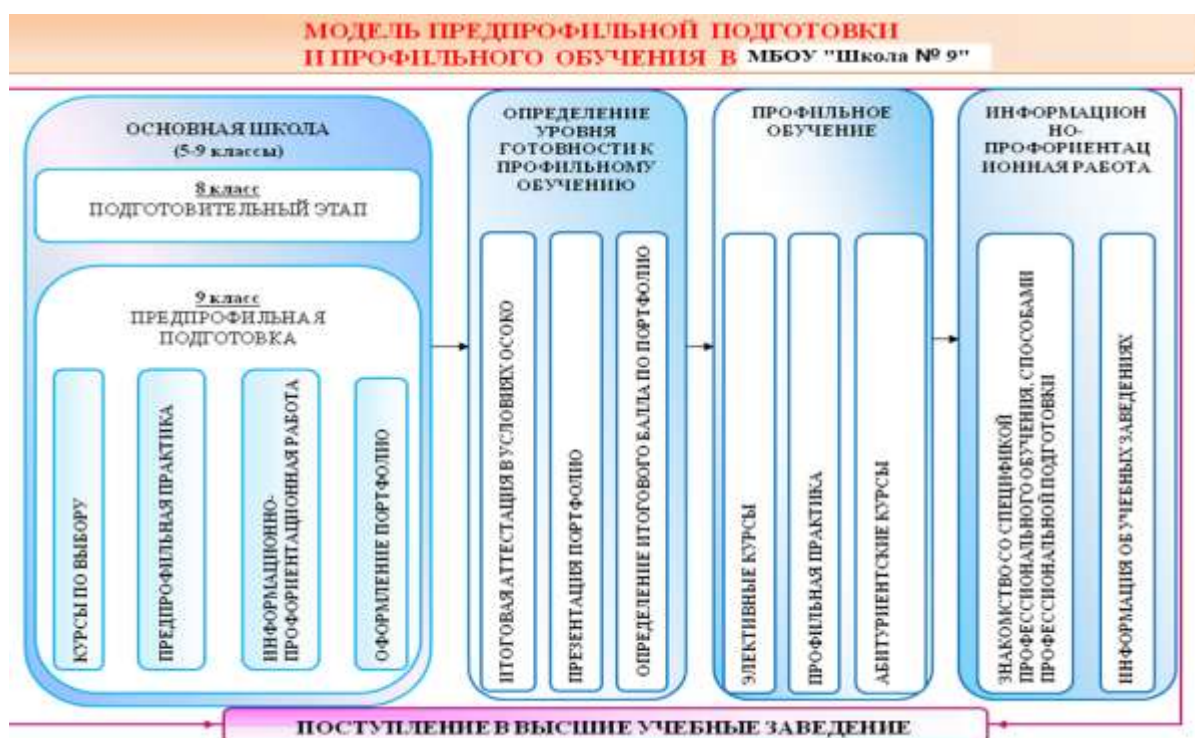 МОДЕЛЬ ПРЕДПРОФИЛЬНОЙ ПОДГОТОВКИ
И ПРОФИЛЬНОГО ОБУЧЕНИЯ В МБОУ "Школа № 9"
ОСНОВНАЯ ШКОЛА
(5-9 классы)
8 класс
ПОДГОТОВИТЕЛЬНЫЙ ЭТАП
9 класс
ПРЕДПРОФИЛЬНАЯ
ПОДГОТОВКА
КУРСЫ ПО ВЫБОРУ
ПРЕДПРОФИЛЬНАЯ ПРАКТИКА
ИНФОРМАЦИОННО-
ПРОФОРИЕНТАЦИОННАЯ РАБОТА
ОФОРМЛЕНИЕ ПОРТФОЛИО
ОПРЕДЕЛЕНИЕ
УРОВНЯ
ГОТОВНОСТИ К
ПРОФИЛЬНОМУ
ОБУЧЕНИЮ
ИТОГОВАЯ АТТЕСТАЦИЯ В УСЛОВИЯХ ОСОКО
ПРЕЗЕНТАЦИЯ ПОРТФОЛИО
ОПРЕДЕЛЕНИЕ ИТОГОВОГО БАЛЛА ПО ПОРТФОЛИО
ПРОФИЛЬНОЕ
ОБУЧЕНИЕ
ЭЛЕКТИВНЫЕ КУРСЫ
ПРОФИЛЬНАЯ ПРАКТИКА
АБИТУРИЕНТСКИЕ КУРСЫ
ИНФОРМАЦИОН
НО-
ПРОФОРИЕНТАЦ
ИОННАЯ РАБОТА
ЗНАКОМСТВО СО СПЕЦИФИКОЙ
ПРОФЕССИОНАЛЬНОГО ОБУЧЕНИЯ, СПОСОБАМИ
ПРОФЕССИОНАЛЬНОЙ ПОДГОТОВКИ
ИНФОРМАЦИЯ ОБ УЧЕБНЫХ ЗАВЕДЕНИЯХ
ПОСТУПЛЕНИЕ В ВЫСШИЕ УЧЕБНЫЕ ЗАВЕДЕНИЕ